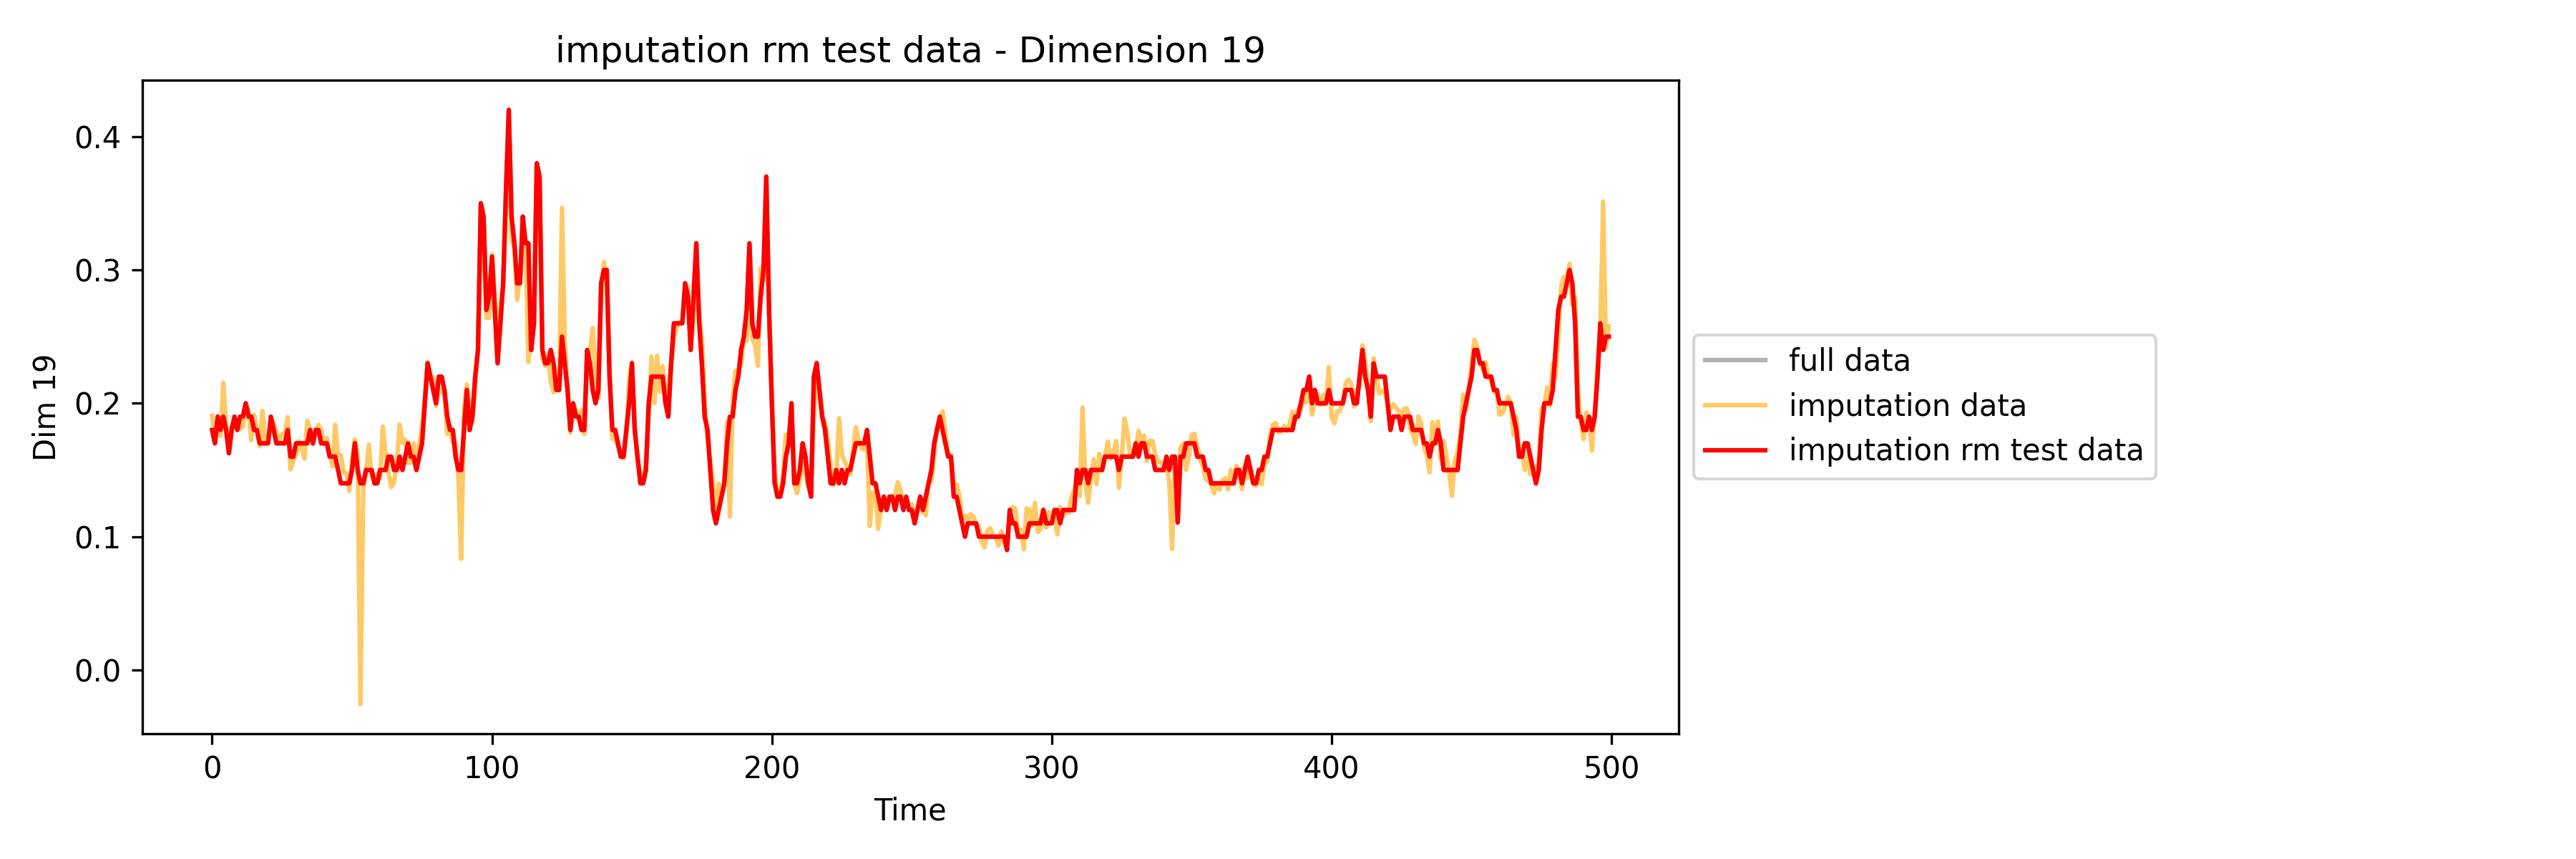 imputation rm test data - Dimension 19
Dim 19
0.4
0.3
0.2
0.1
0.0
0 100 200 300 400 500
Time
full data
imputation data
imputation rm test data